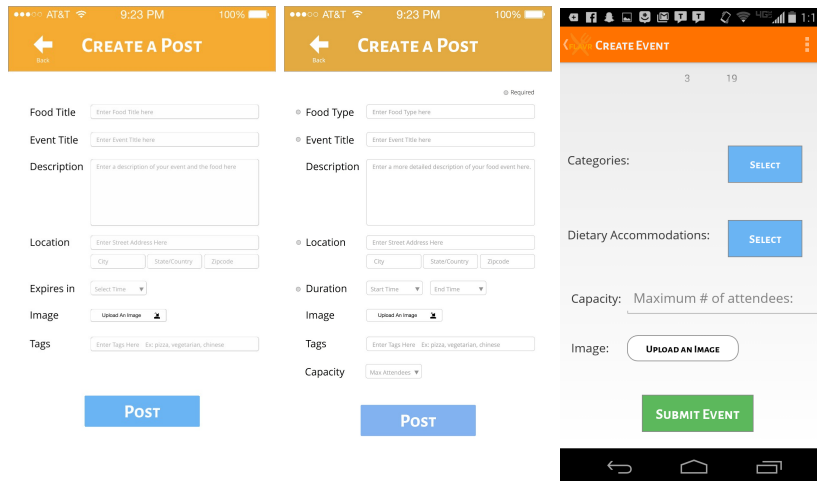 ●●●○○ AT&T 9:23 PM 100%
CREATE A POST
Back
Food Title Enter Food Title here
Event Title Enter Event Title here
Description Enter a description of your event and the food here
Location Enter Street Address Here
City State/Country Zipcode
Expires in Select Time ▼
Image Upload An Image
Tags Enter Tags Here Ex: pizza, vegetarian, chinese
POST
●●●○○ AT&T 9:23 PM 100%
CREATE A POST
Back
Required
Food Type Enter Food Type here
Event Title Enter Event Title here
Description Enter a more detailed description of your food event here.
Location Enter Street Address Here
City State/Country Zipcode
Duration Start Time ▼ End Time ▼
Image Upload An Image
Tags Enter Tags Here Ex: pizza, vegetarian, chinese
Capacity Max Attendees ▼
POST
4G 1:1
CREATE EVENT
3 19
Categories: SELECT
Dietary Accommodations: SELECT
Capacity: Maximum # of attendees:
Image: UPLOAD AN IMAGE
SUBMIT EVENT